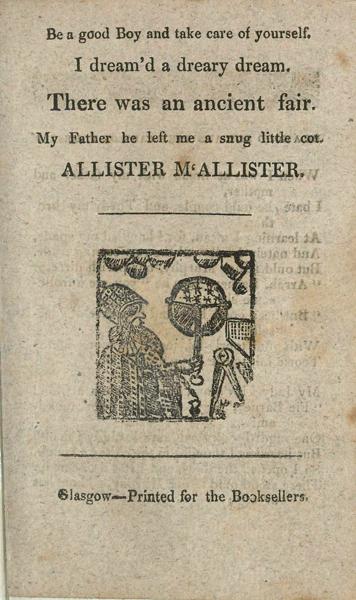 Be a good Boy and take care of yourself.
I dream'd a dreary dream.
There was an ancient fair.
My Father he left me a snug little cot.
ALLISTER M‘ALLISTER.
Glasgow—Printed for the Booksellers.